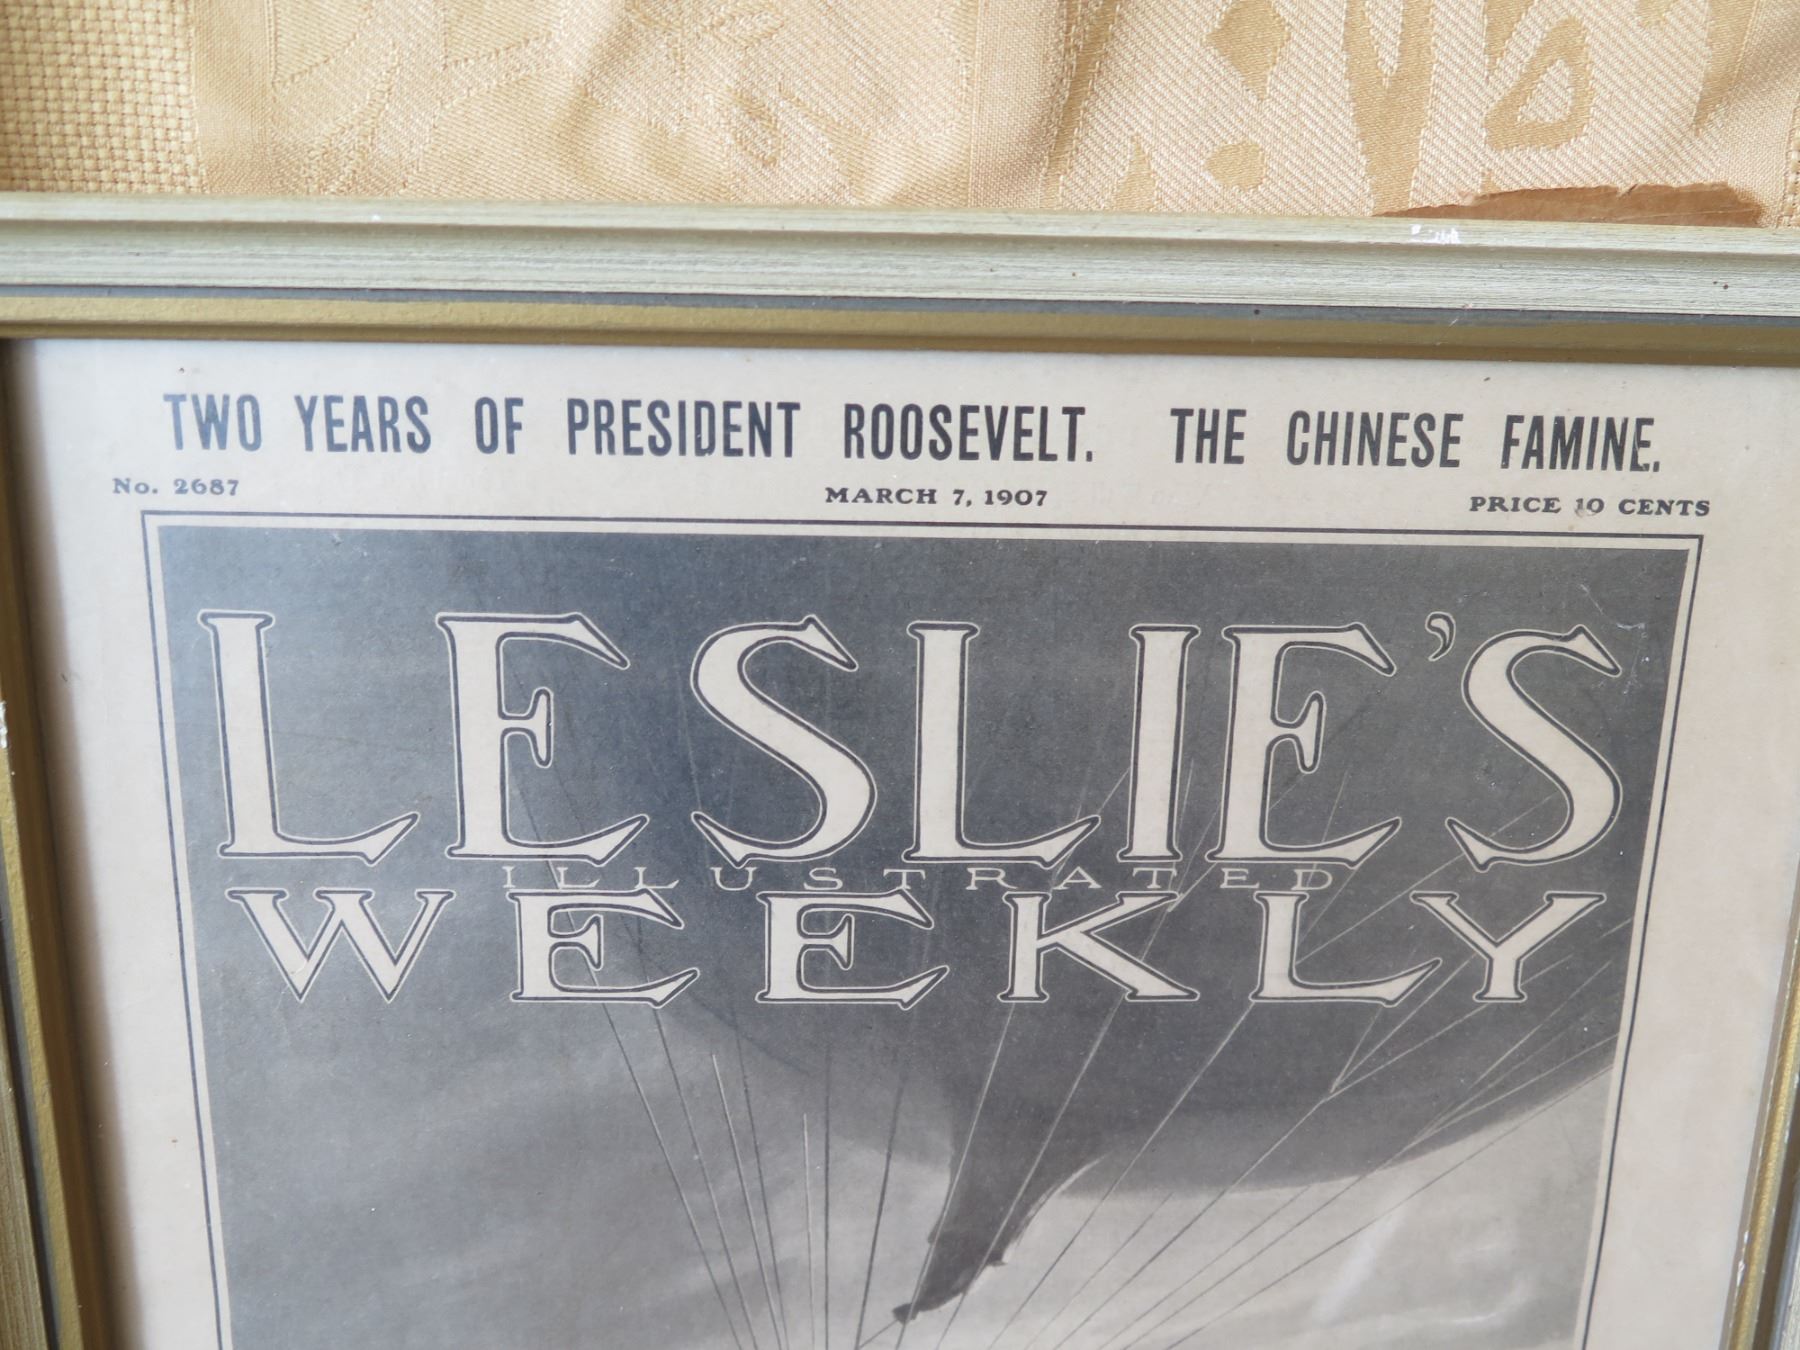 TWO YEARS OF PRESIDENT ROOSEVELT. THE CHINESE FAMINE.
No. 2687 MARCH 7, 1907 PRICE 10 CENTS
LESLIE'S
ILLUSTRATED
WEEKLY